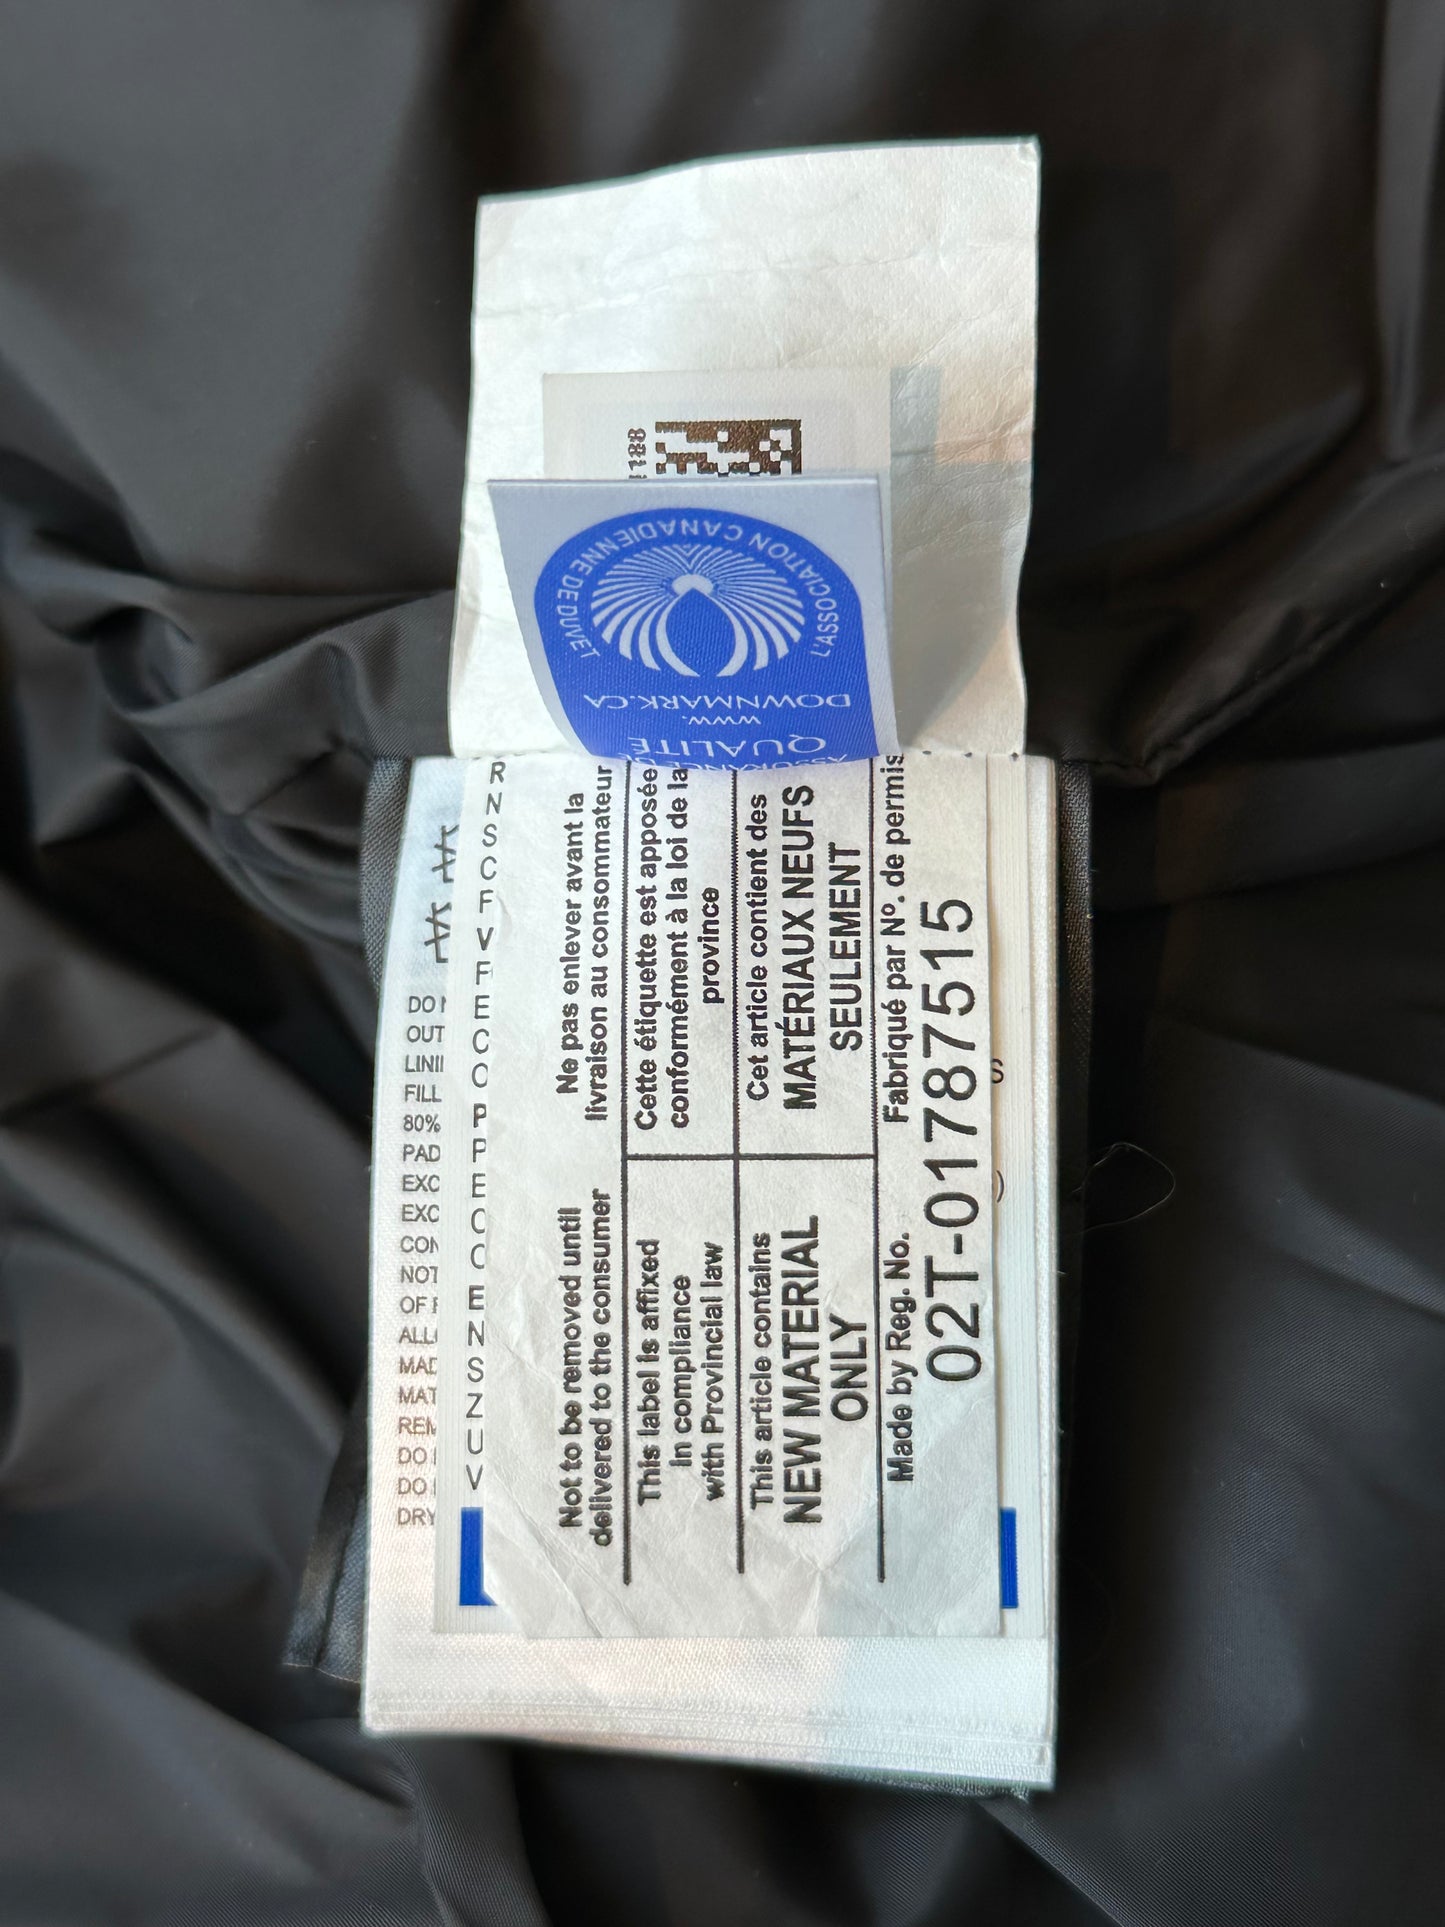 1188
L'ASSOCIATION CANADIENNE DE DUVET
DOWNMARK.CA
WWW.
QUALITÉ
Not to be removed until
delivered to the consumer
Ne pas enlever avant la
livraison au consommateur
This label is affixed
in compliance
with Provincial law
Cette étiquette est apposée
conformément à la loi de la
province
This article contains
NEW MATERIAL
ONLY
Cet article contient des
MATÉRIAUX NEUFS
SEULEMENT
Made by Reg. No.
Fabriqué par Nº. de permis
02T-01787515
DO
OUT
LINI
FILL
80%
PAD
EXC
EXC
CON
NOT
OF
ALL
MAD
MAT
REM
DO
DO
DRY
R
N
S
C
F
V
F
E
C
O
P
P
E
C
C
E
N
S
Z
U
V
S
)